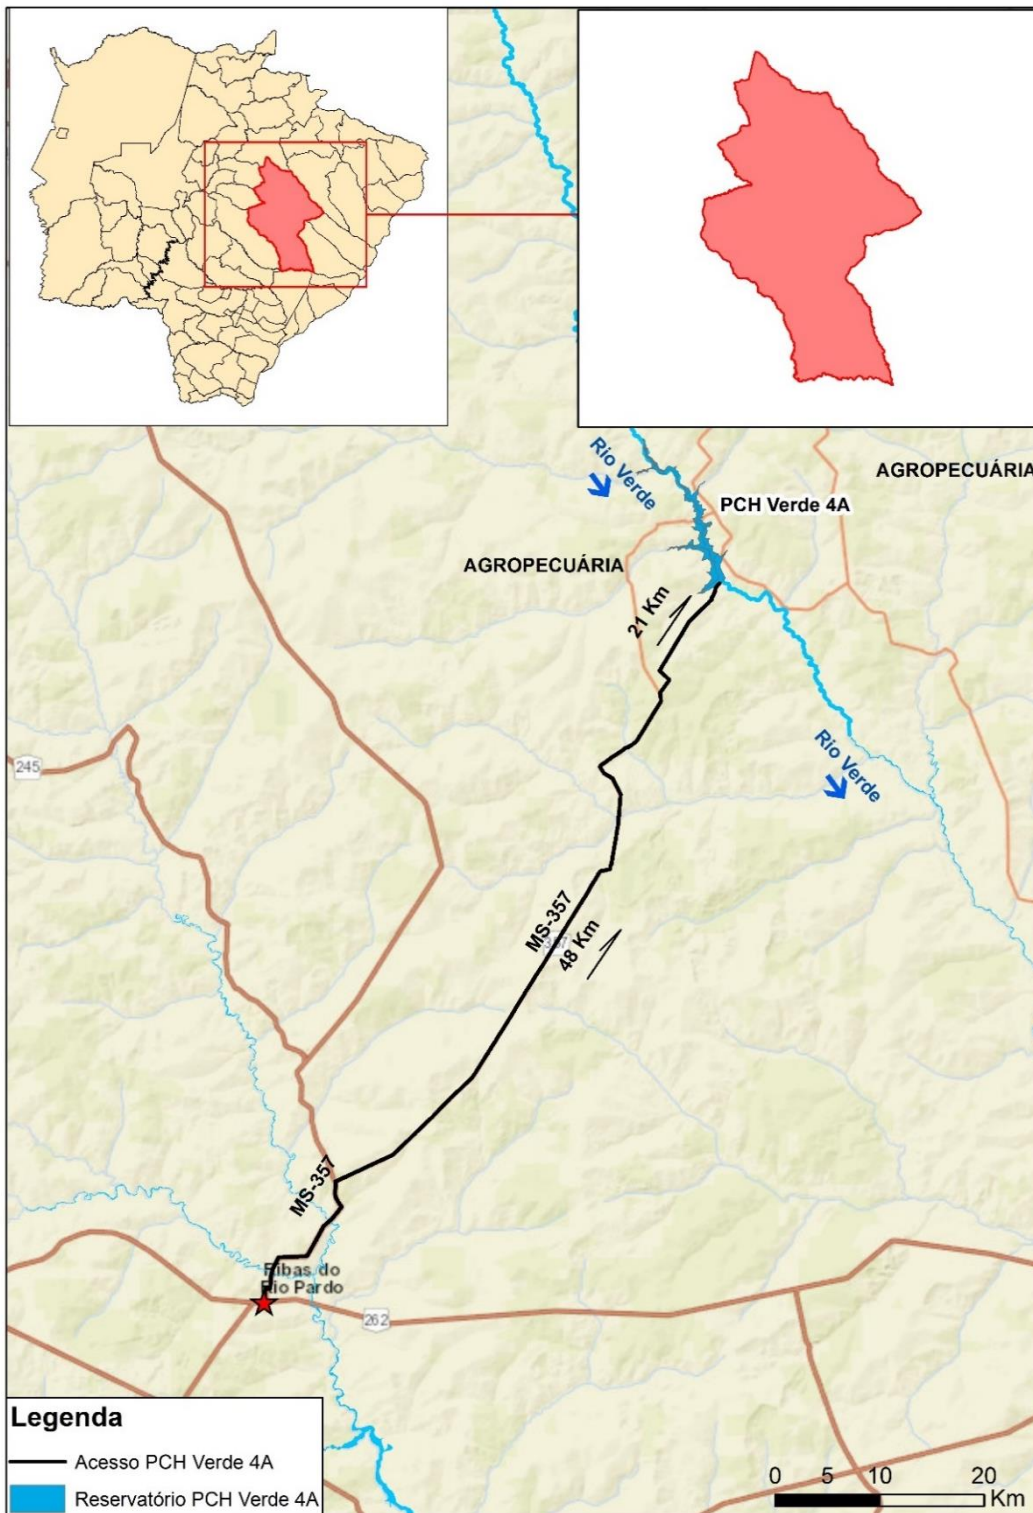 Rio Verde
AGROPECUÁRIA
PCH Verde 4A
AGROPECUÁRIA
21 Km
Rio Verde
245
MS-357
357
48 Km
MS-357
Ribas do
Rio Pardo
262
Legenda
Acesso PCH Verde 4A
Reservatório PCH Verde 4A
0 5 10 20
Km